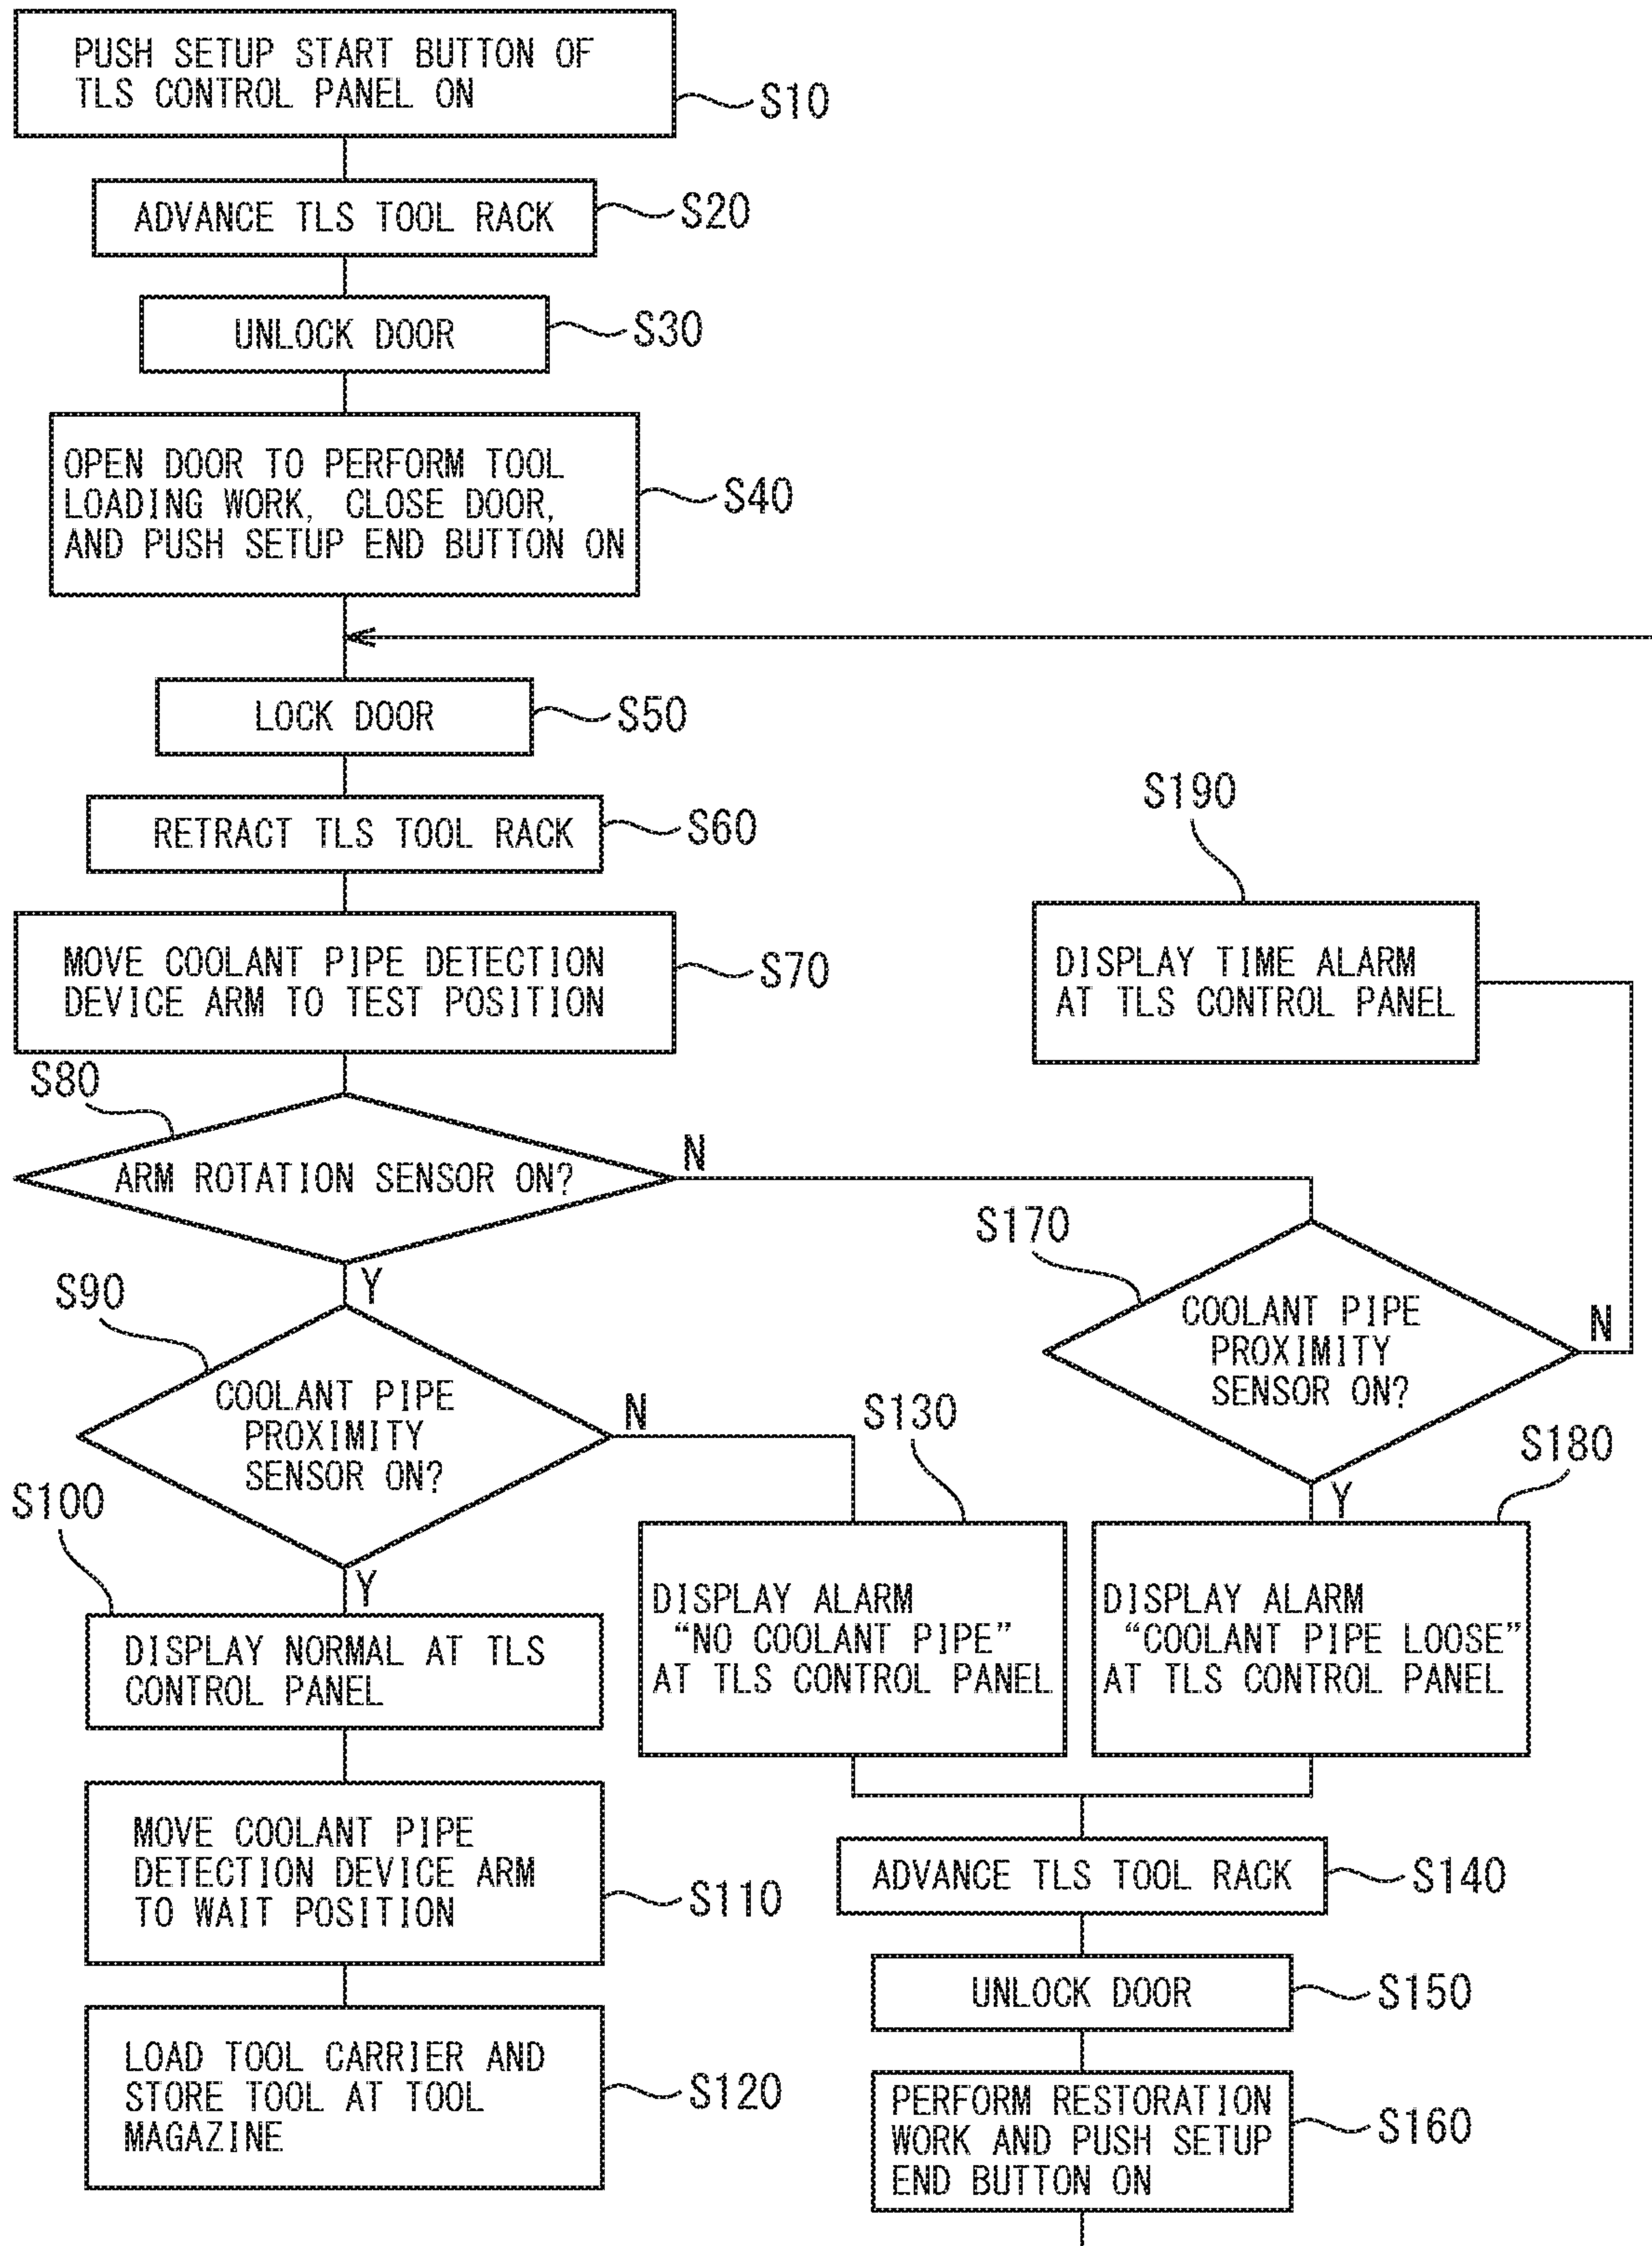 PUSH SETUP START BUTTON OF
TLS CONTROL PANEL ON
S10
ADVANCE TLS TOOL RACK
S20
UNLOCK DOOR
S30
OPEN DOOR TO PERFORM TOOL
LOADING WORK, CLOSE DOOR,
AND PUSH SETUP END BUTTON ON
S40
LOCK DOOR
S50
RETRACT TLS TOOL RACK
S60
MOVE COOLANT PIPE DETECTION
DEVICE ARM TO TEST POSITION
S70
S190
DISPLAY TIME ALARM
AT TLS CONTROL PANEL
S80
ARM ROTATION SENSOR ON?
N
Y
S170
COOLANT PIPE
PROXIMITY
SENSOR ON?
N
Y
S90
COOLANT PIPE
PROXIMITY
SENSOR ON?
N
Y
S100
DISPLAY NORMAL AT TLS
CONTROL PANEL
S130
DISPLAY ALARM
“NO COOLANT PIPE”
AT TLS CONTROL PANEL
S180
DISPLAY ALARM
“COOLANT PIPE LOOSE”
AT TLS CONTROL PANEL
MOVE COOLANT PIPE
DETECTION DEVICE ARM
TO WAIT POSITION
S110
LOAD TOOL CARRIER AND
STORE TOOL AT TOOL
MAGAZINE
S120
ADVANCE TLS TOOL RACK
S140
UNLOCK DOOR
S150
PERFORM RESTORATION
WORK AND PUSH SETUP
END BUTTON ON
S160